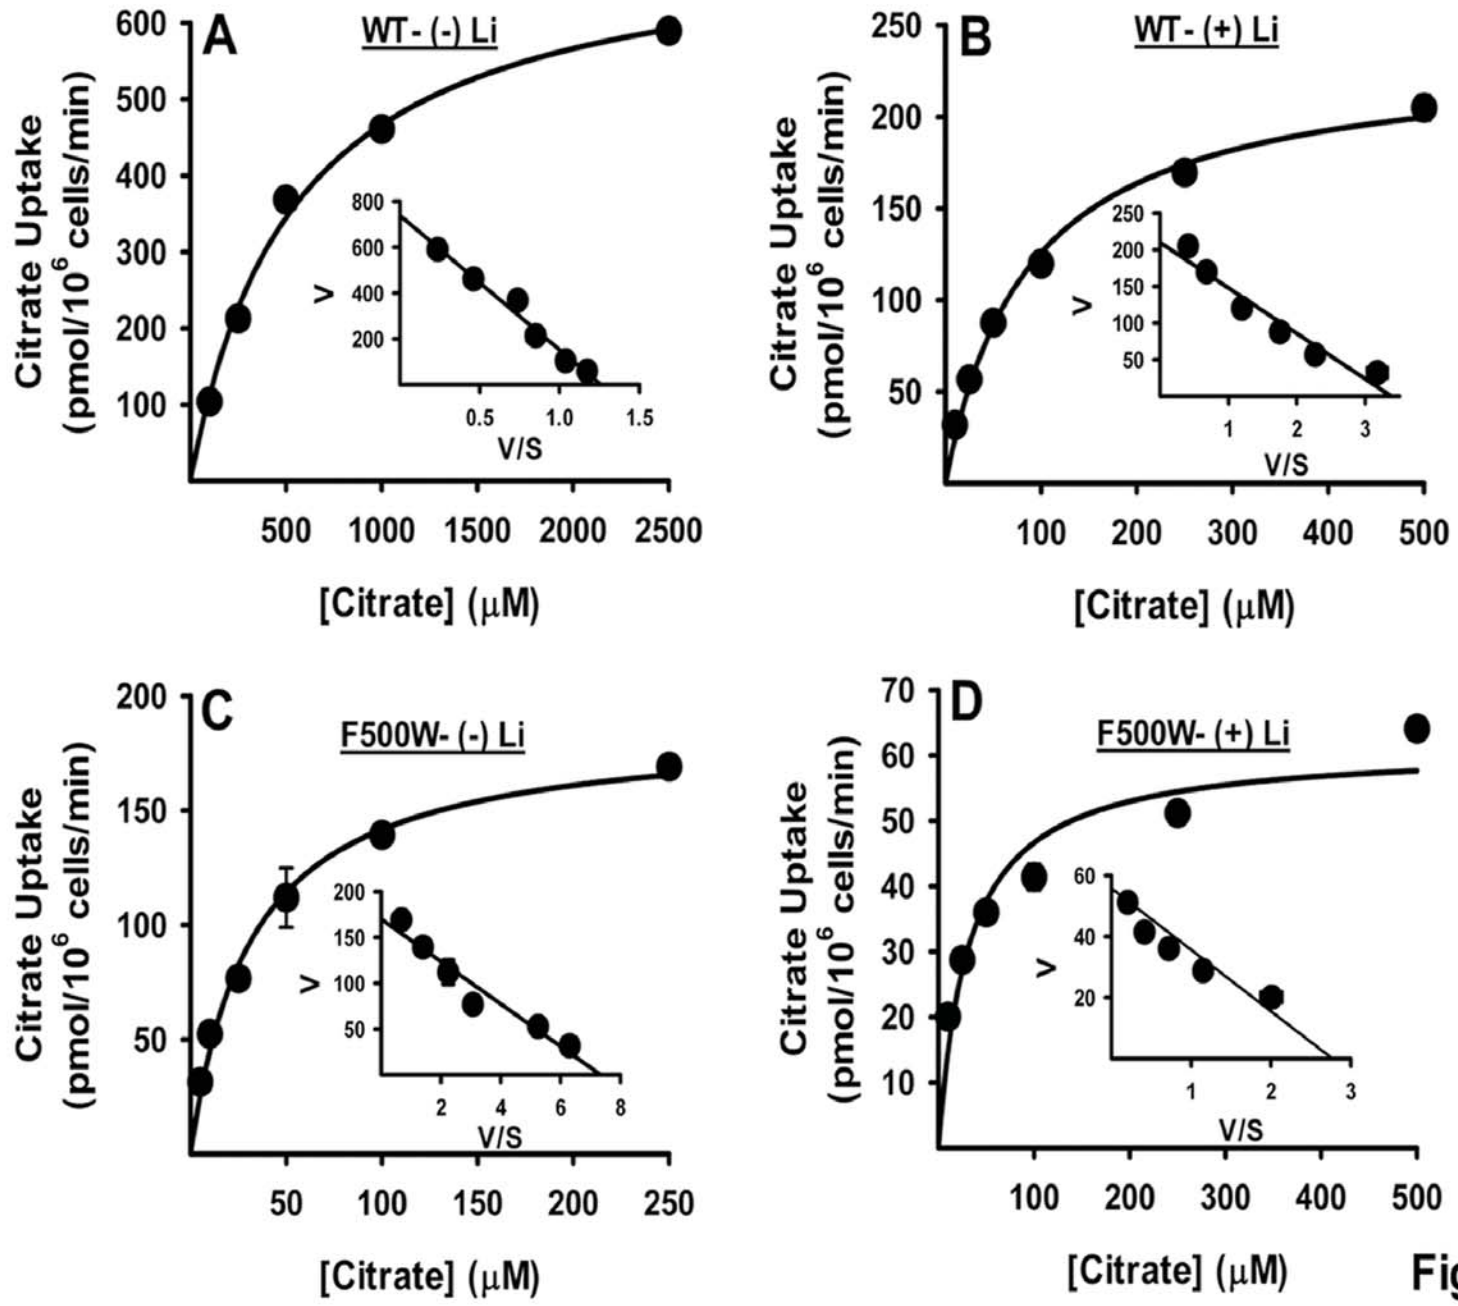 A
WT- (-) Li
Citrate Uptake
(pmol/10⁶ cells/min)
600
500
400
300
200
100
800
600
400
200
V
0.5 1.0 1.5
V/S
500 1000 1500 2000 2500
[Citrate] (μM)
B
WT- (+) Li
Citrate Uptake
(pmol/10⁶ cells/min)
250
200
150
100
50
250
200
150
100
50
V
1 2 3
V/S
100 200 300 400 500
[Citrate] (μM)
C
F500W- (-) Li
Citrate Uptake
(pmol/10⁶ cells/min)
200
150
100
50
200
150
100
50
V
2 4 6 8
V/S
50 100 150 200 250
[Citrate] (μM)
D
F500W- (+) Li
Citrate Uptake
(pmol/10⁶ cells/min)
70
60
50
40
30
20
10
60
40
20
V
1 2 3
V/S
100 200 300 400 500
[Citrate] (μM)
Fig